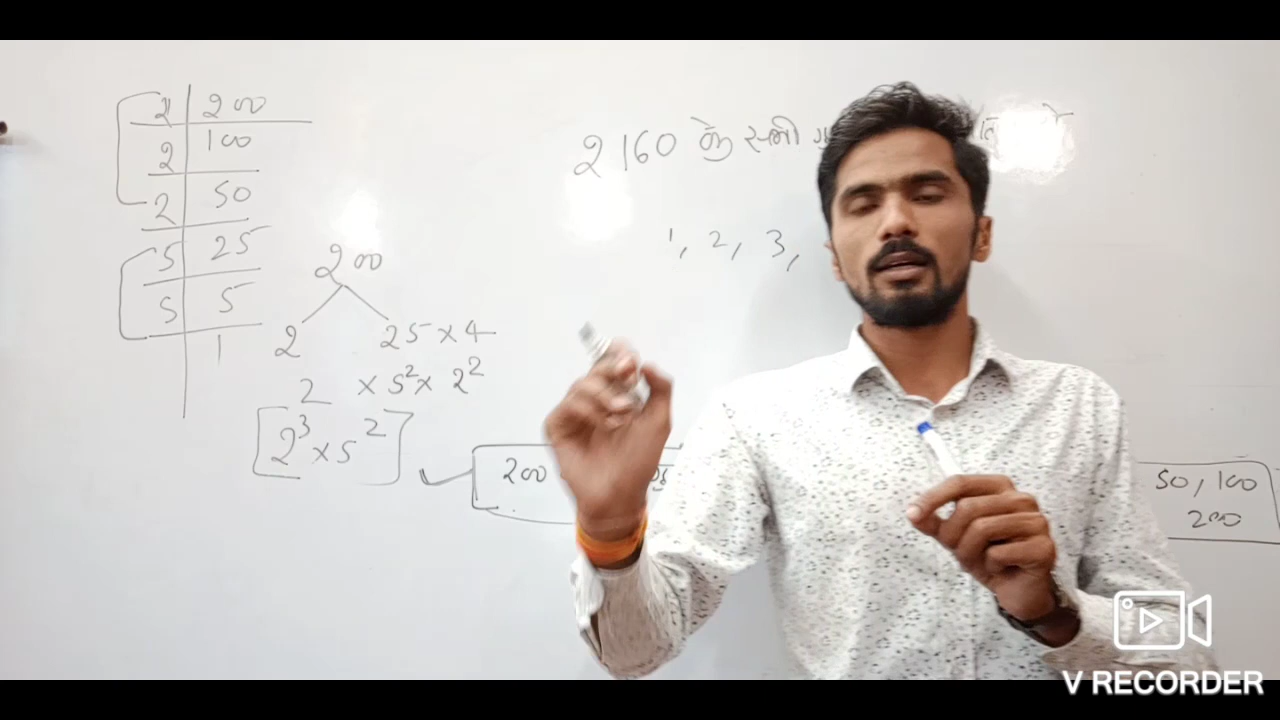 2 | 200
2 | 100
2 | 50
5 | 25
5 | 5
1
200
2 25 × 4
2 × 5² × 2²
2³ × 5²
2160 के सभी
1, 2, 3,
200
50, 100
200
V RECORDER